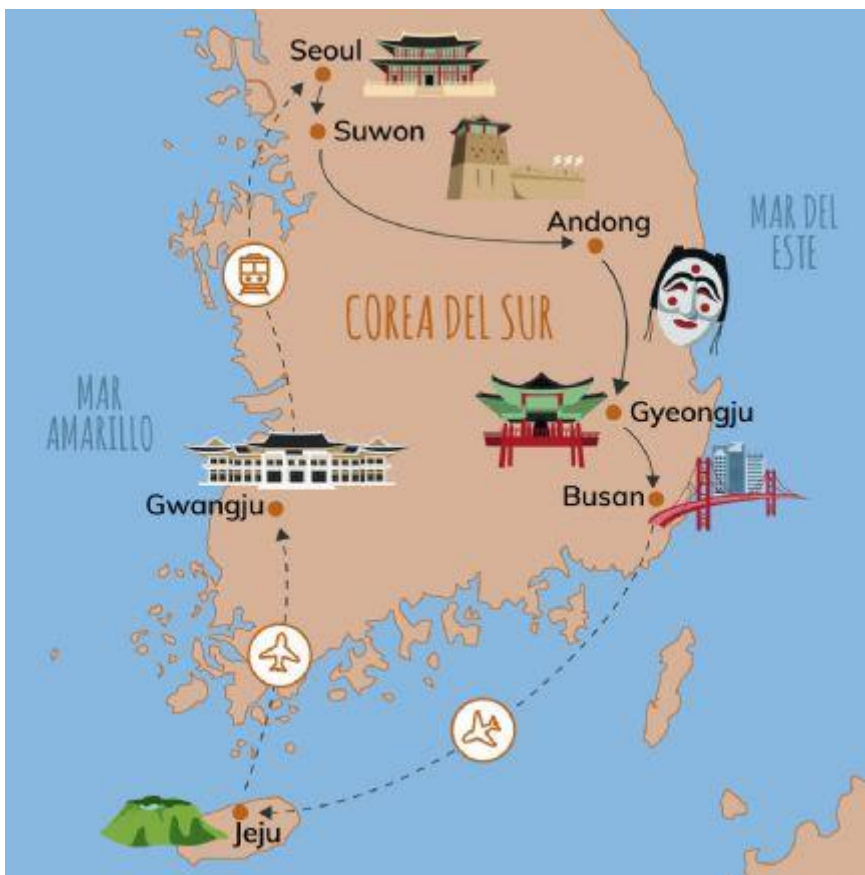 Seoul
Suwon
Andong
MAR DEL
ESTE
COREA DEL SUR
MAR
AMARILLO
Gyeongju
Busan
Gwangju
Jeju